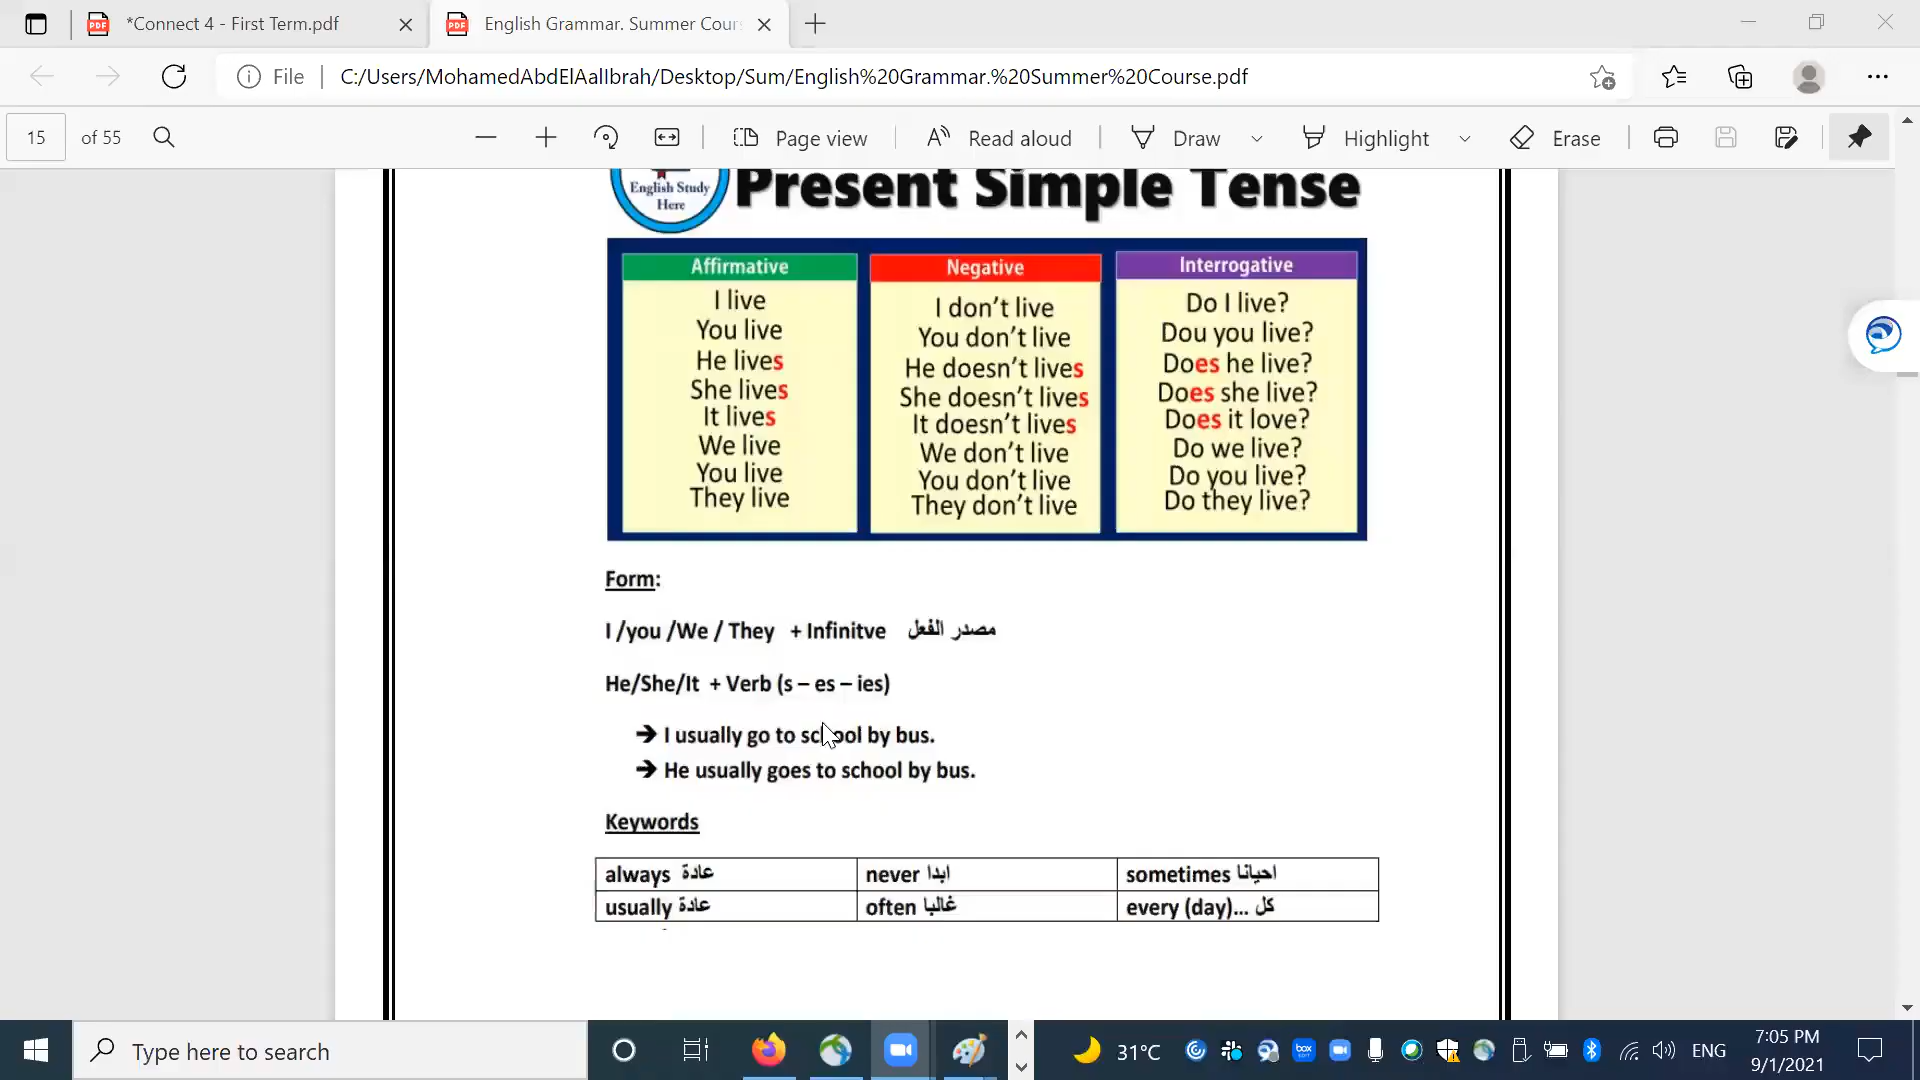 *Connect 4 - First Term.pdf
English Grammar. Summer Cour
File
C:/Users/MohamedAbdElAalIbrah/Desktop/Sum/English%20Grammar.%20Summer%20Course.pdf
15 of 55
Page view
Read aloud
Draw
Highlight
Erase
English Study
Here
Present Simple Tense
Affirmative
I live
You live
He lives
She lives
It lives
We live
You live
They live
Negative
I don't live
You don't live
He doesn't lives
She doesn't lives
It doesn't lives
We don't live
You don't live
They don't live
Interrogative
Do I live?
Dou you live?
Does he live?
Does she live?
Does it love?
Do we live?
Do you live?
Do they live?
Form:
I /you /We / They + Infinitve مصدر الفعل
He/She/It + Verb (s – es – ies)
➔ I usually go to school by bus.
➔ He usually goes to school by bus.
Keywords
always عادة
never ابدا
sometimes احيانا
usually عادة
often غالبا
every (day)... كل
Type here to search
31°C
ENG
7:05 PM
9/1/2021